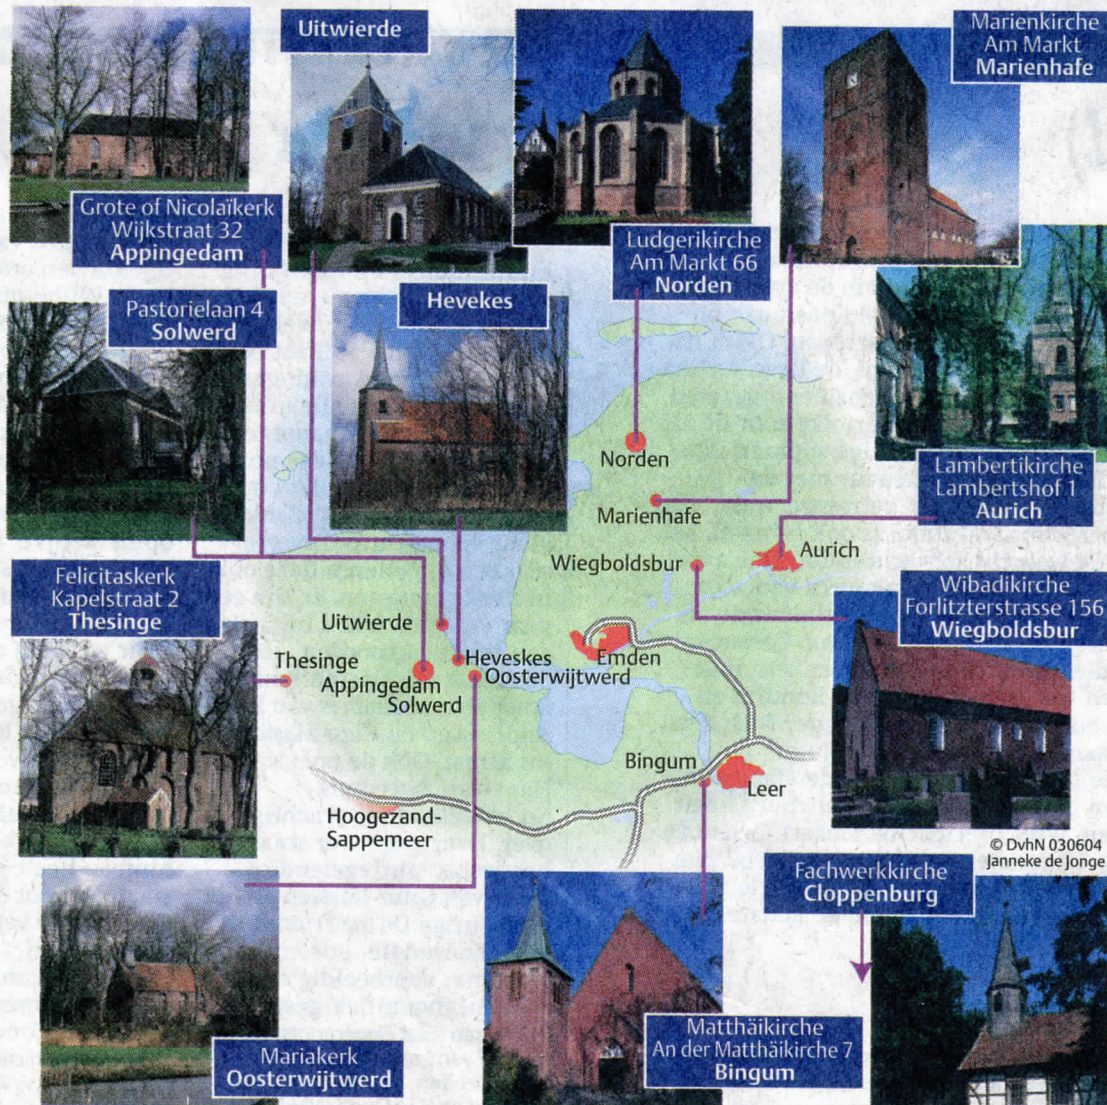 Uitwierde
Marienkirche
Am Markt
Marienhafe
Grote of Nicolaïkerk
Wijkstraat 32
Appingedam
Ludgerikirche
Am Markt 66
Norden
Pastorielaan 4
Solwerd
Hevekes
Lambertikirche
Lambertshof 1
Aurich
Norden
Marienhafe
Aurich
Wiegboldsbur
Felicitaskerk
Kapelstraat 2
Thesinge
Wibadikirche
Forlitzterstrasse 156
Wiegboldsbur
Uitwierde
Thesinge
Heveskes
Oosterwijtwerd
Appingedam
Solwerd
Emden
Bingum
Leer
Hoogezand-
Sappemeer
© DvhN 030604
Janneke de Jonge
Fachwerkkirche
Cloppenburg
Mariakerk
Oosterwijtwerd
Matthäikirche
An der Matthäikirche 7
Bingum